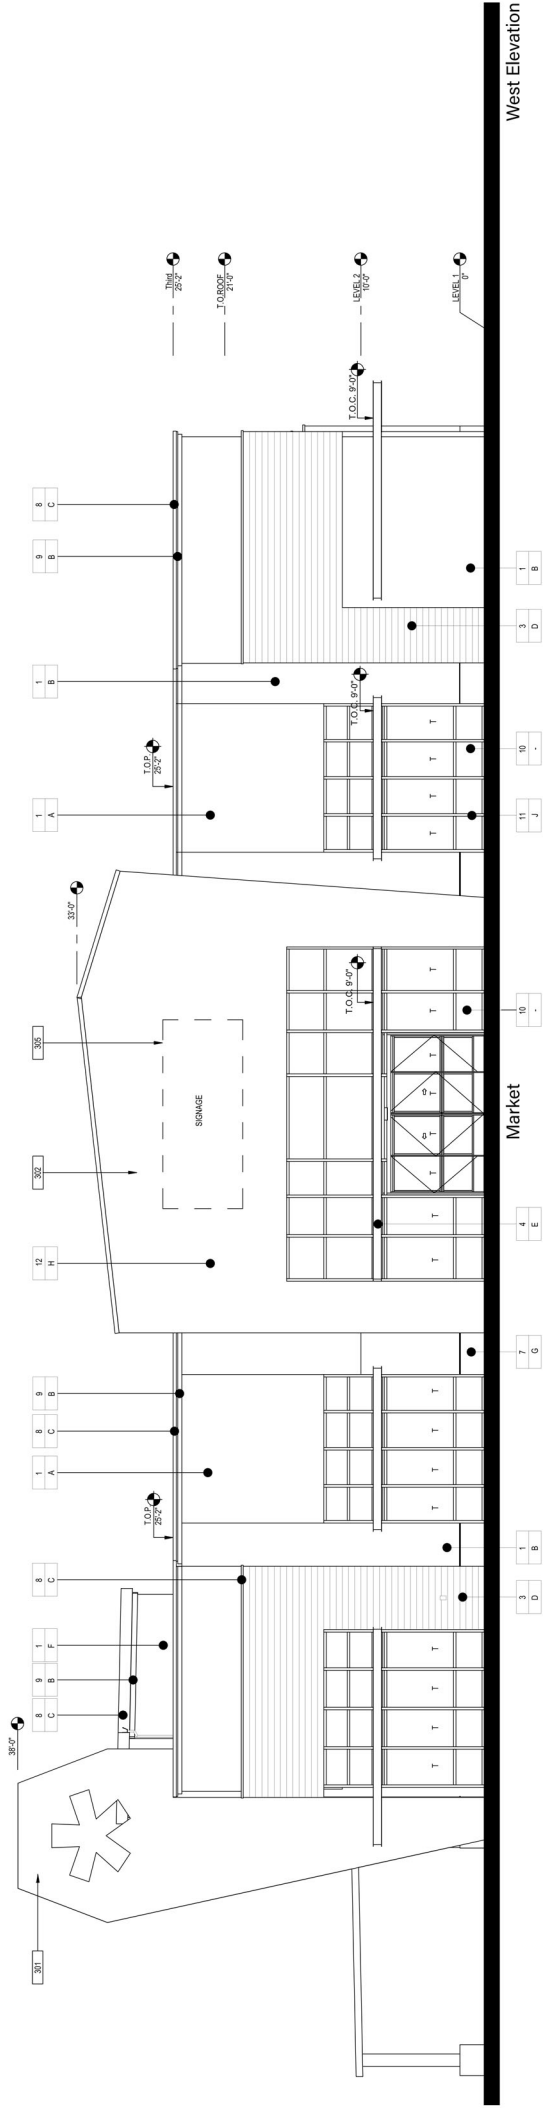 301
38'-0"
8
C
9
B
1
F
8
C
T.O.P.
25'-2"
1
A
8
C
9
B
12
H
302
305
33'-0"
1
A
T.O.P.
25'-2"
1
B
9
B
8
C
Third
25'-2"
T.O.ROOF
21'-0"
SIGNAGE
T.O.C. 9'-0"
T.O.C. 9'-0"
T.O.C. 9'-0"
LEVEL 2
10'-0"
T T T T
T T T T
T T T T T T T T
T T T T
LEVEL 1
0"
3
D
1
B
7
G
4
E
10
-
11
J
10
-
3
D
1
B
Market
West Elevation